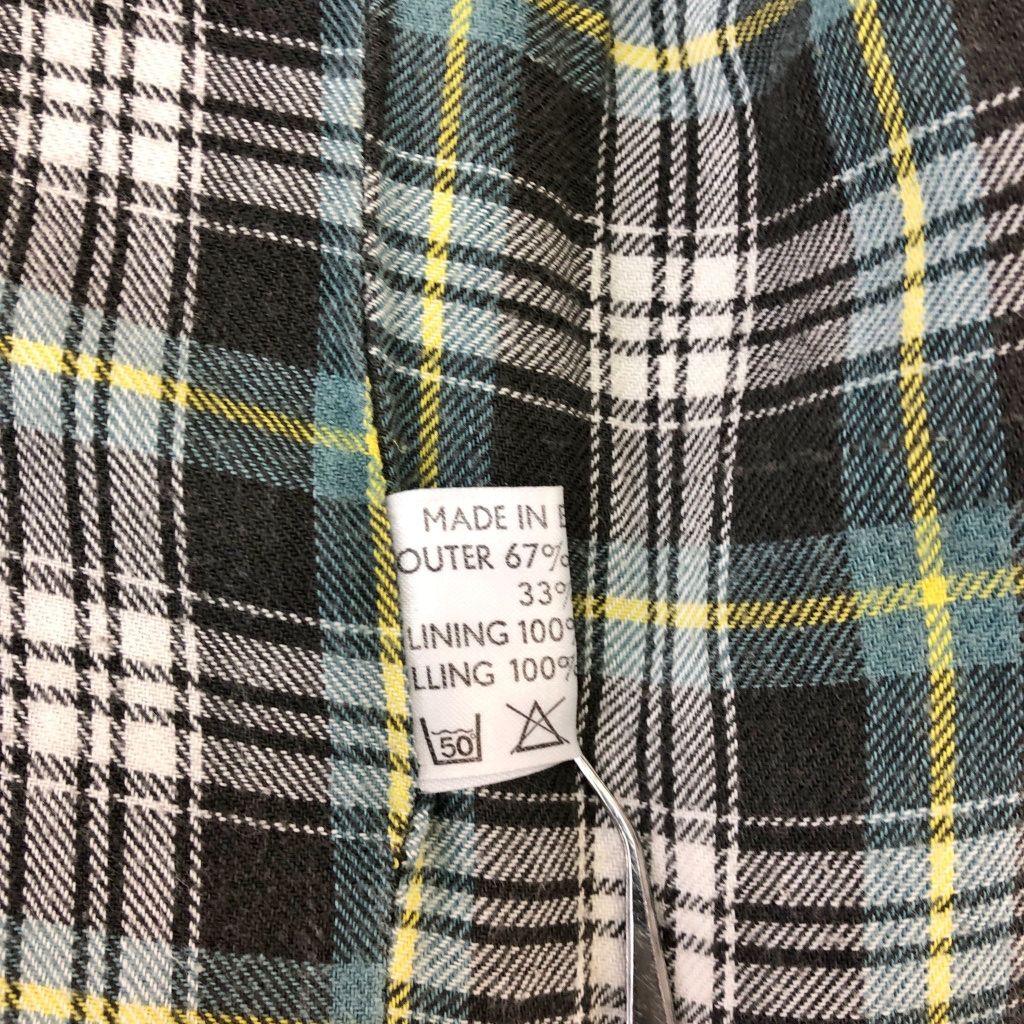 MADE IN
OUTER 67%
33%
LINING 100%
LLING 100%
50